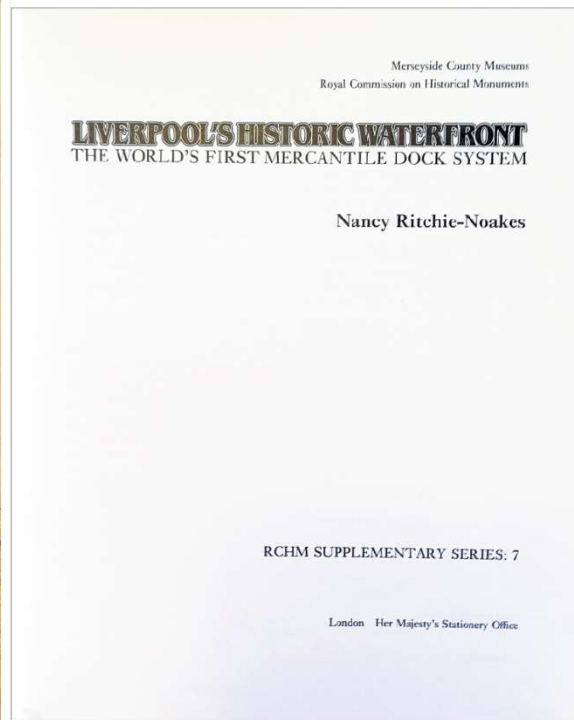 Merseyside County Museums
Royal Commission on Historical Monuments
LIVERPOOL'S HISTORIC WATERFRONT
THE WORLD'S FIRST MERCANTILE DOCK SYSTEM
Nancy Ritchie-Noakes
RCHM SUPPLEMENTARY SERIES: 7
London Her Majesty's Stationery Office